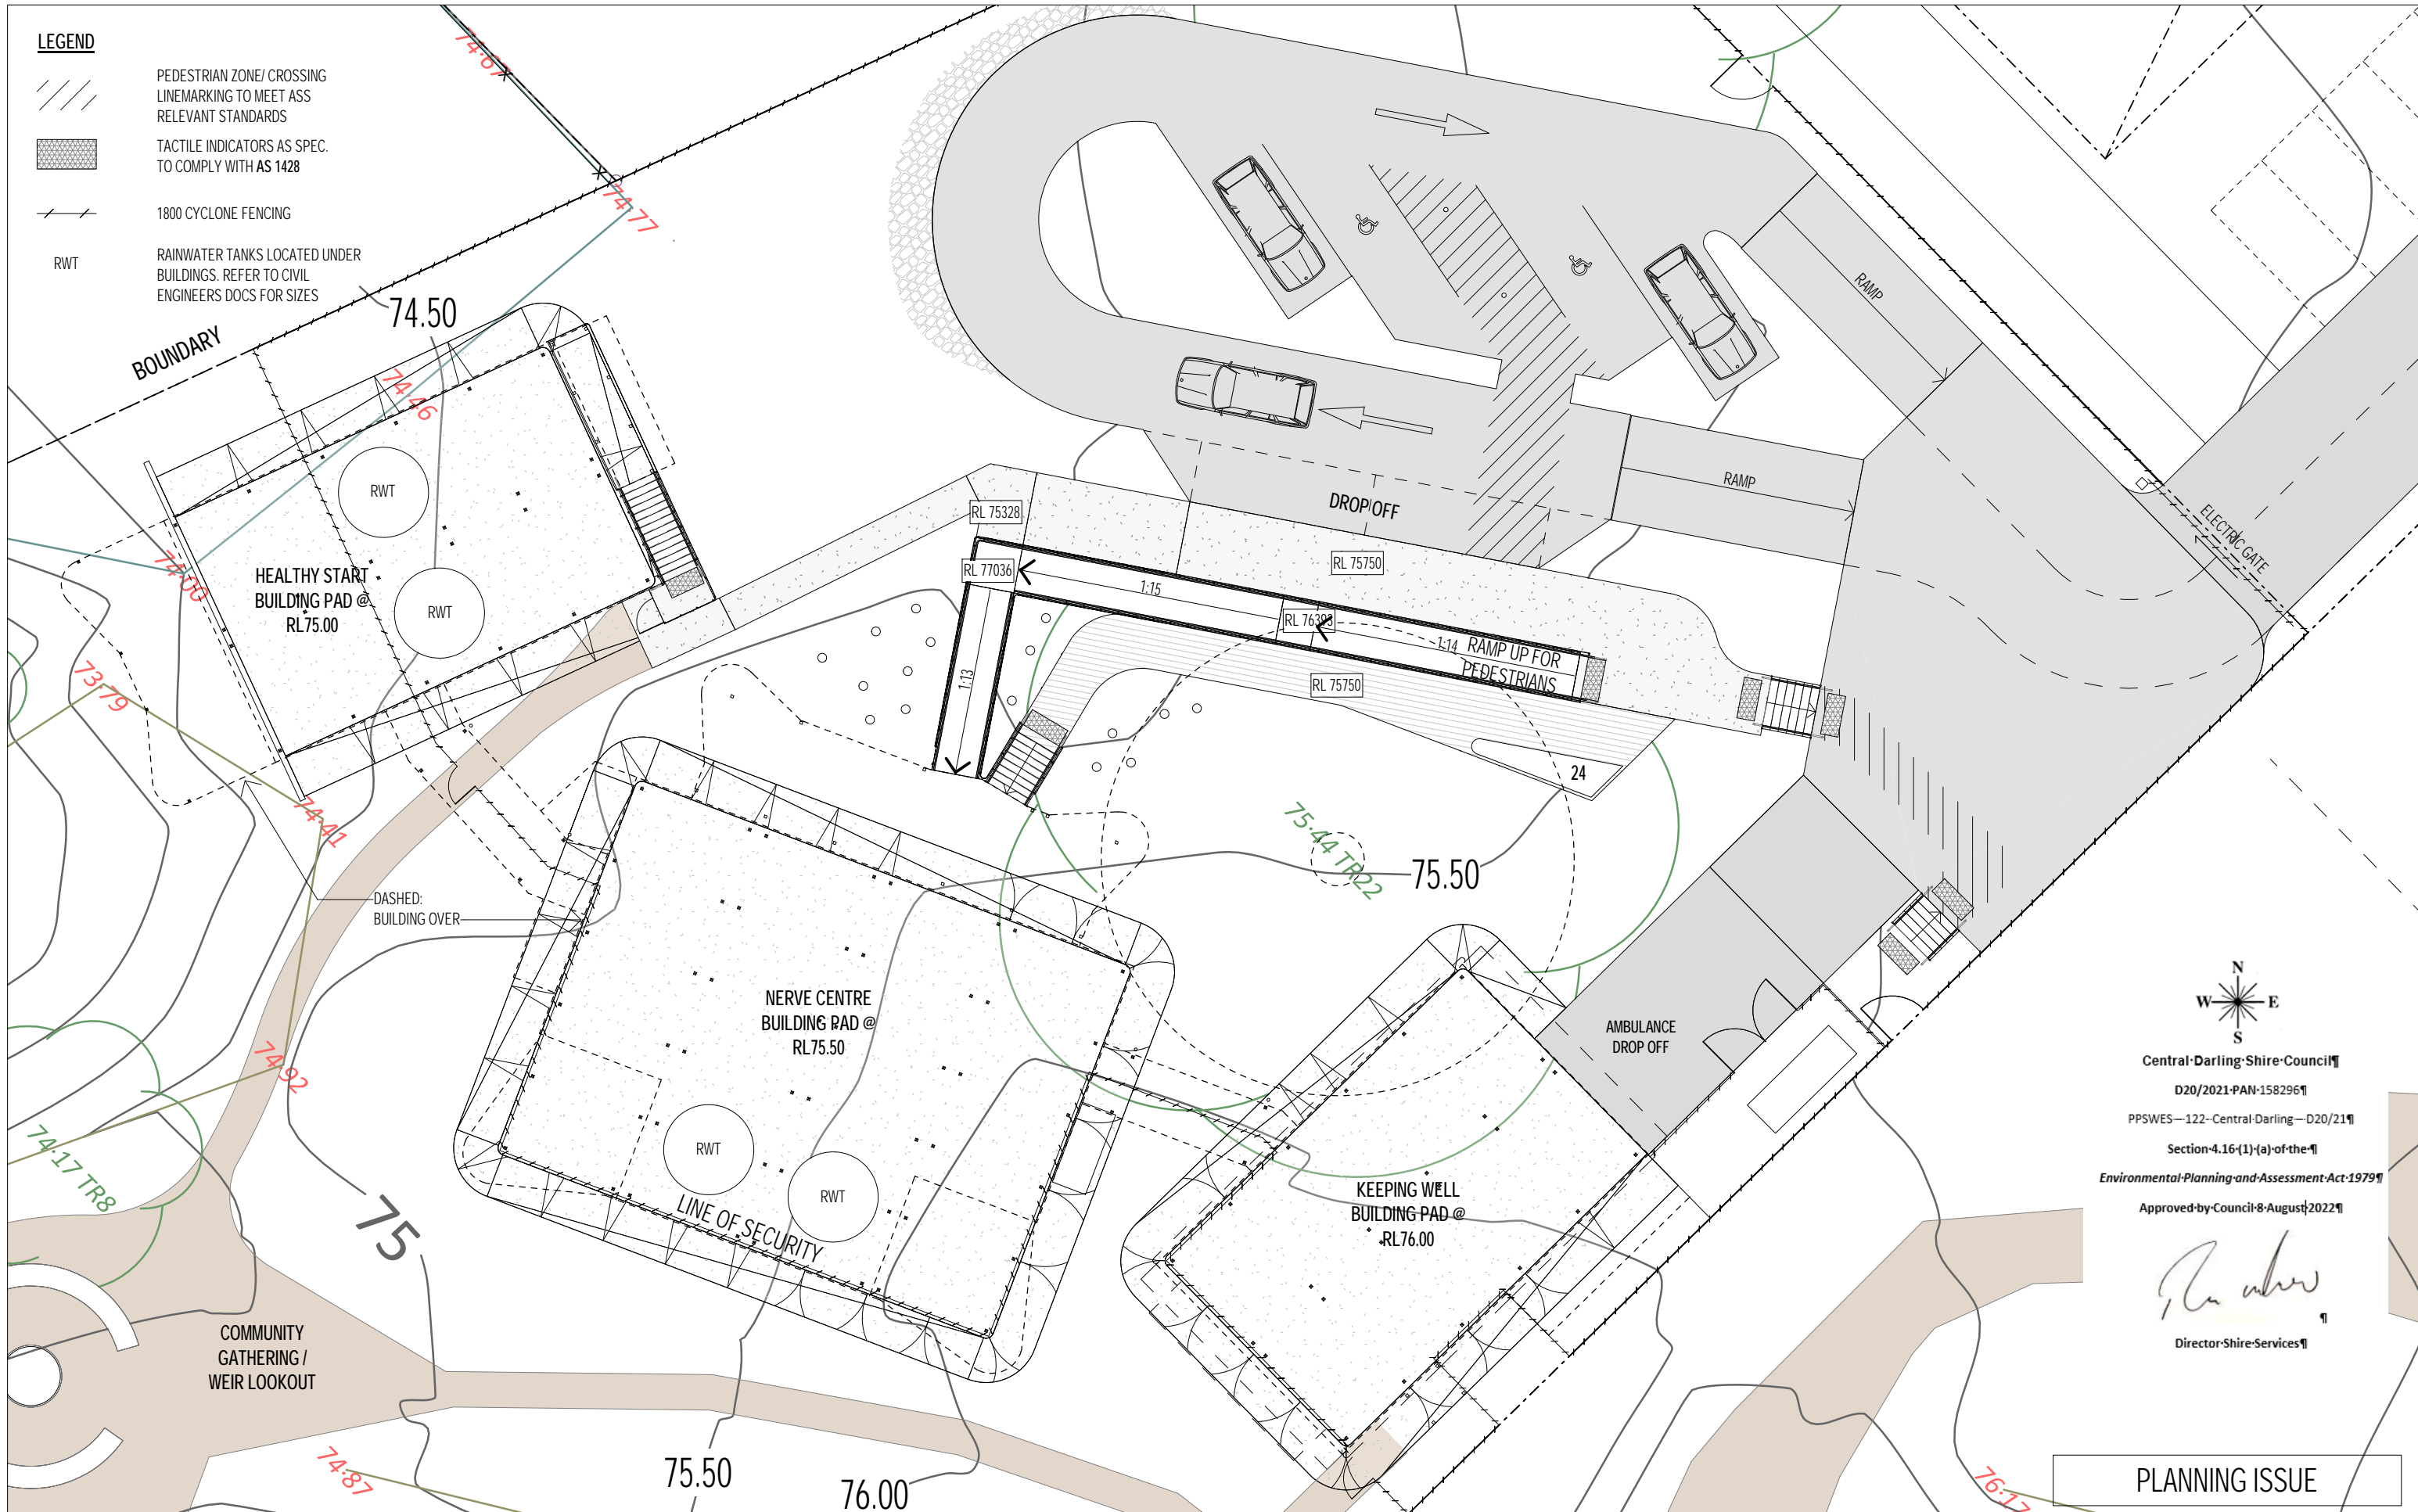 LEGEND
PEDESTRIAN ZONE/ CROSSING
LINEMARKING TO MEET ASS
RELEVANT STANDARDS
TACTILE INDICATORS AS SPEC.
TO COMPLY WITH AS 1428
1800 CYCLONE FENCING
RWT
RAINWATER TANKS LOCATED UNDER
BUILDINGS. REFER TO CIVIL
ENGINEERS DOCS FOR SIZES
74.67
74.77
74.50
BOUNDARY
74.46
RWT
RWT
HEALTHY START
BUILDING PAD @
RL75.00
74.00
73.79
74.41
DASHED:
BUILDING OVER
RAMP
RAMP
DROP OFF
ELECTRIC GATE
RL 75328
RL 77036
RL 75750
1:15
RL 76393
1:14
RAMP UP FOR
PEDESTRIANS
RL 75750
1:13
24
75.44 TR22
75.50
NERVE CENTRE
BUILDING PAD @
RL75.50
RWT
RWT
LINE OF SECURITY
AMBULANCE
DROP OFF
KEEPING WELL
BUILDING PAD @
RL76.00
74.92
74.17 TR8
75
COMMUNITY
GATHERING /
WEIR LOOKOUT
74.87
75.50
76.00
76.17
N
W E
S
Central·Darling·Shire·Council¶
D20/2021·PAN·158296¶
PPSWES—·122·-Central·Darling—·D20/21¶
Section·4.16·(1)·(a)·of·the·¶
Environmental·Planning·and·Assessment·Act·1979¶
Approved·by·Council·8·August·2022¶
¶
Director·Shire·Services¶
PLANNING ISSUE